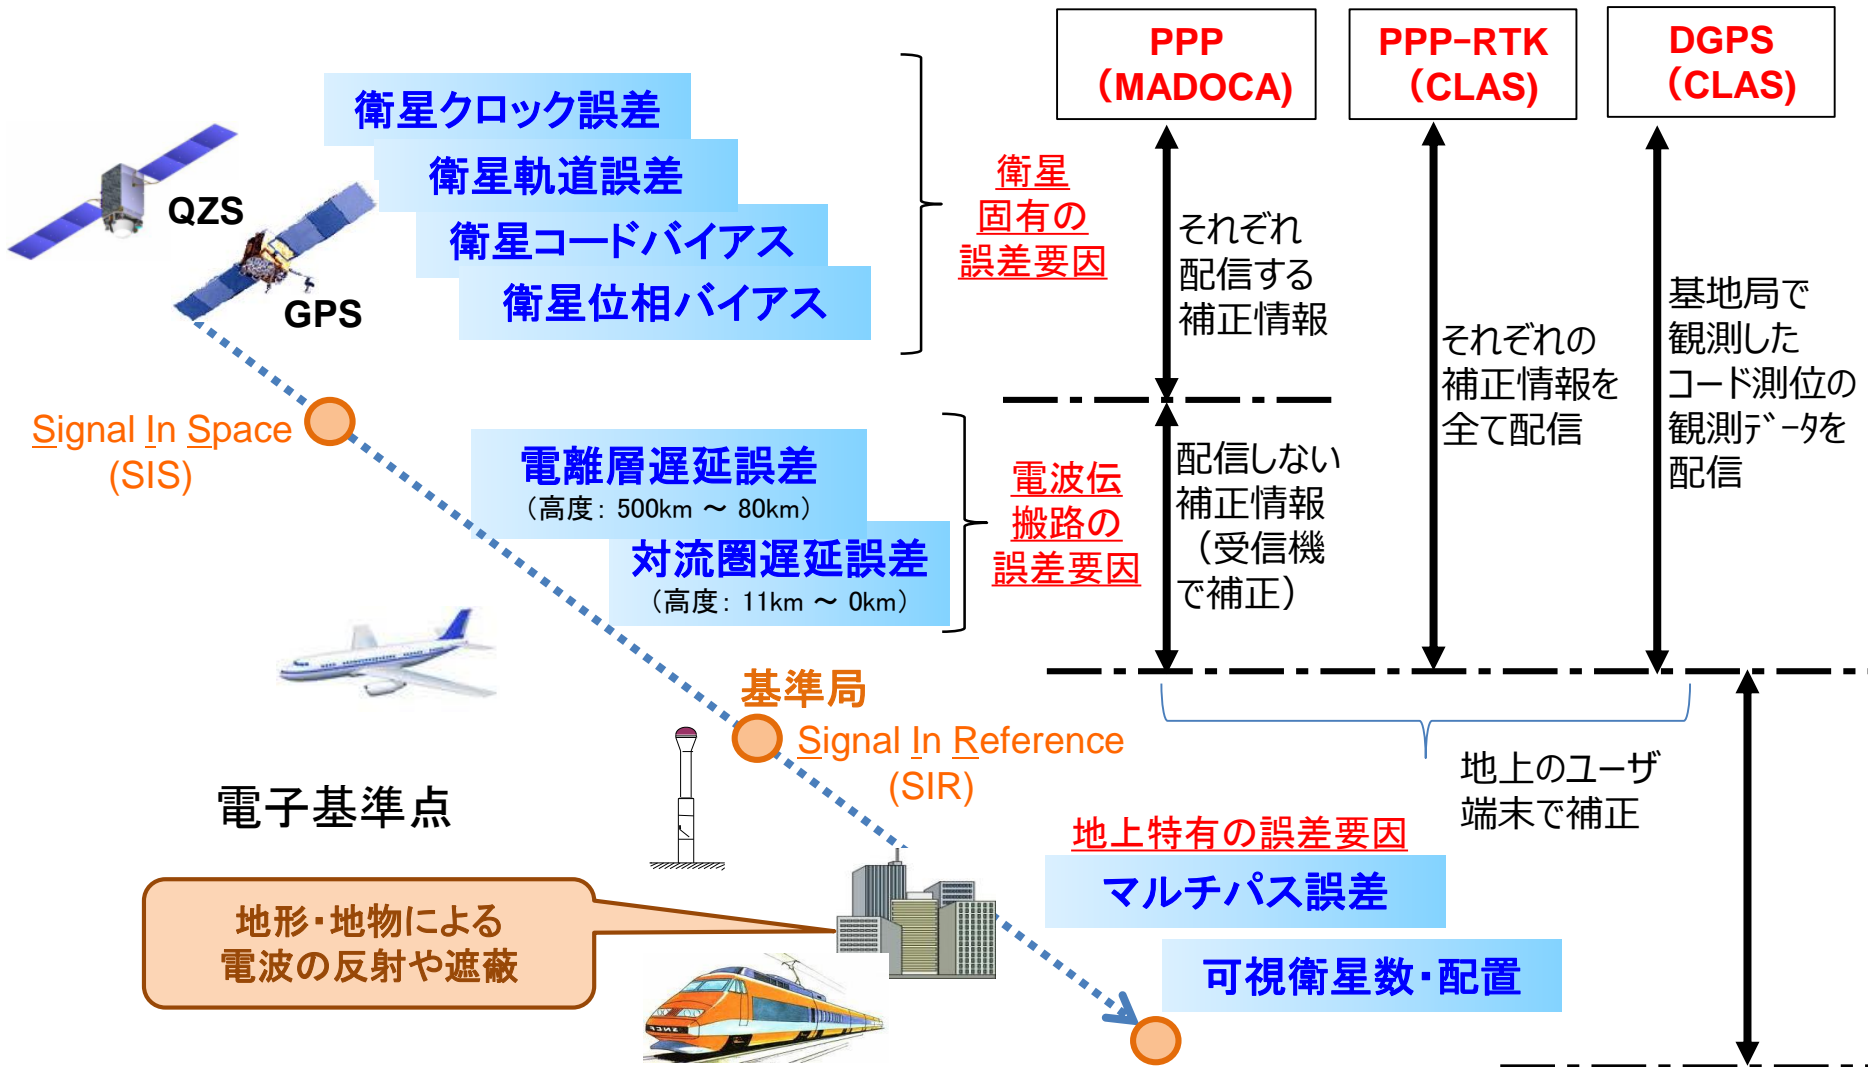 PPP
（MADOCA）
PPP-RTK
（CLAS）
DGPS
（CLAS）
衛星クロック誤差
衛星軌道誤差
衛星コードバイアス
衛星位相バイアス
QZS
GPS
衛星
固有の
誤差要因
それぞれ
配信する
補正情報
それぞれの
補正情報を
全て配信
基地局で
観測した
コード測位の
観測ﾃﾞｰﾀを
配信
Signal In Space
(SIS)
電離層遅延誤差
（高度： 500km ～ 80km）
対流圏遅延誤差
（高度： 11km ～ 0km）
電波伝
搬路の
誤差要因
配信しない
補正情報
（受信機
で補正）
基準局
Signal In Reference
(SIR)
電子基準点
地上のユーザ
端末で補正
地上特有の誤差要因
マルチパス誤差
可視衛星数・配置
地形・地物による
電波の反射や遮蔽
SNCF